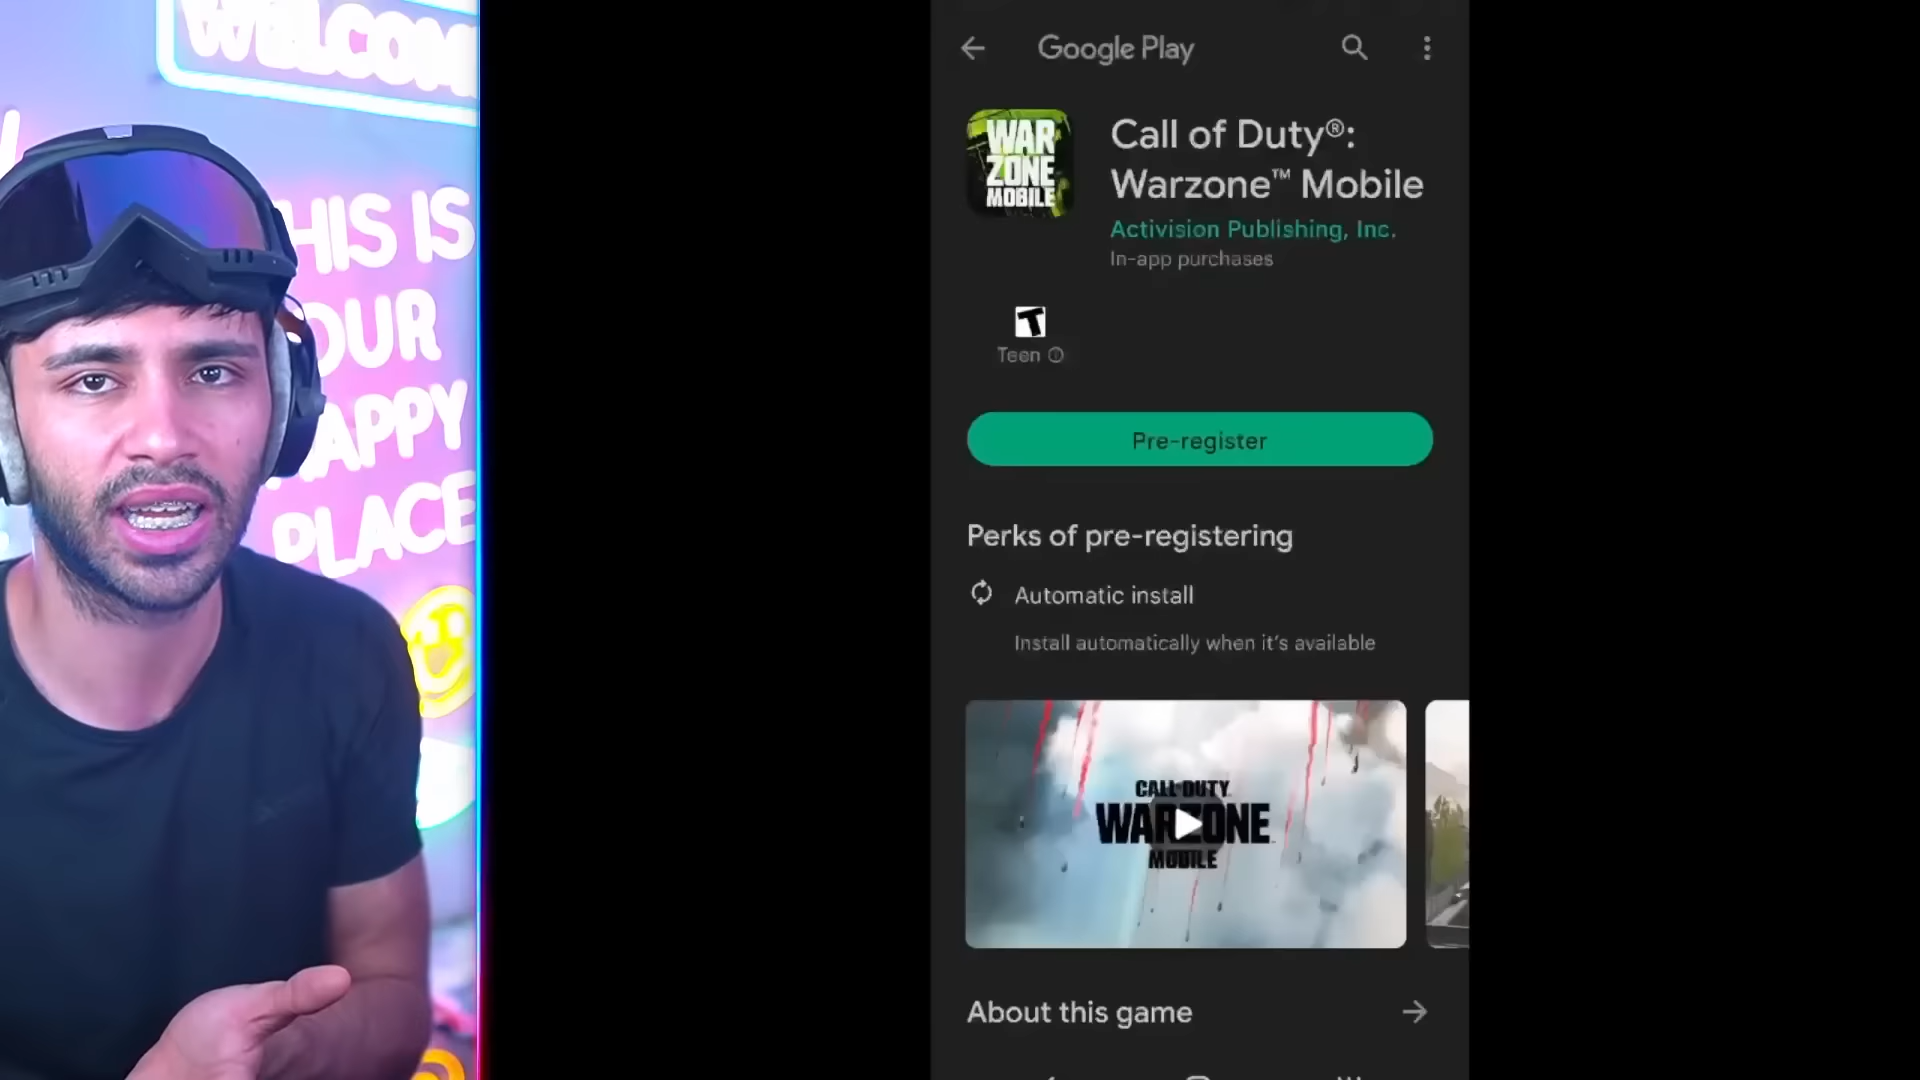 WELCOM
HIS IS
OUR
HAPPY
PLACE
Google Play
WAR
ZONE
MOBILE
Call of Duty®:
Warzone™ Mobile
Activision Publishing, Inc.
In-app purchases
T
Teen
Pre-register
Perks of pre-registering
Automatic install
Install automatically when it's available
CALL OF DUTY
WARZONE
MOBILE
About this game